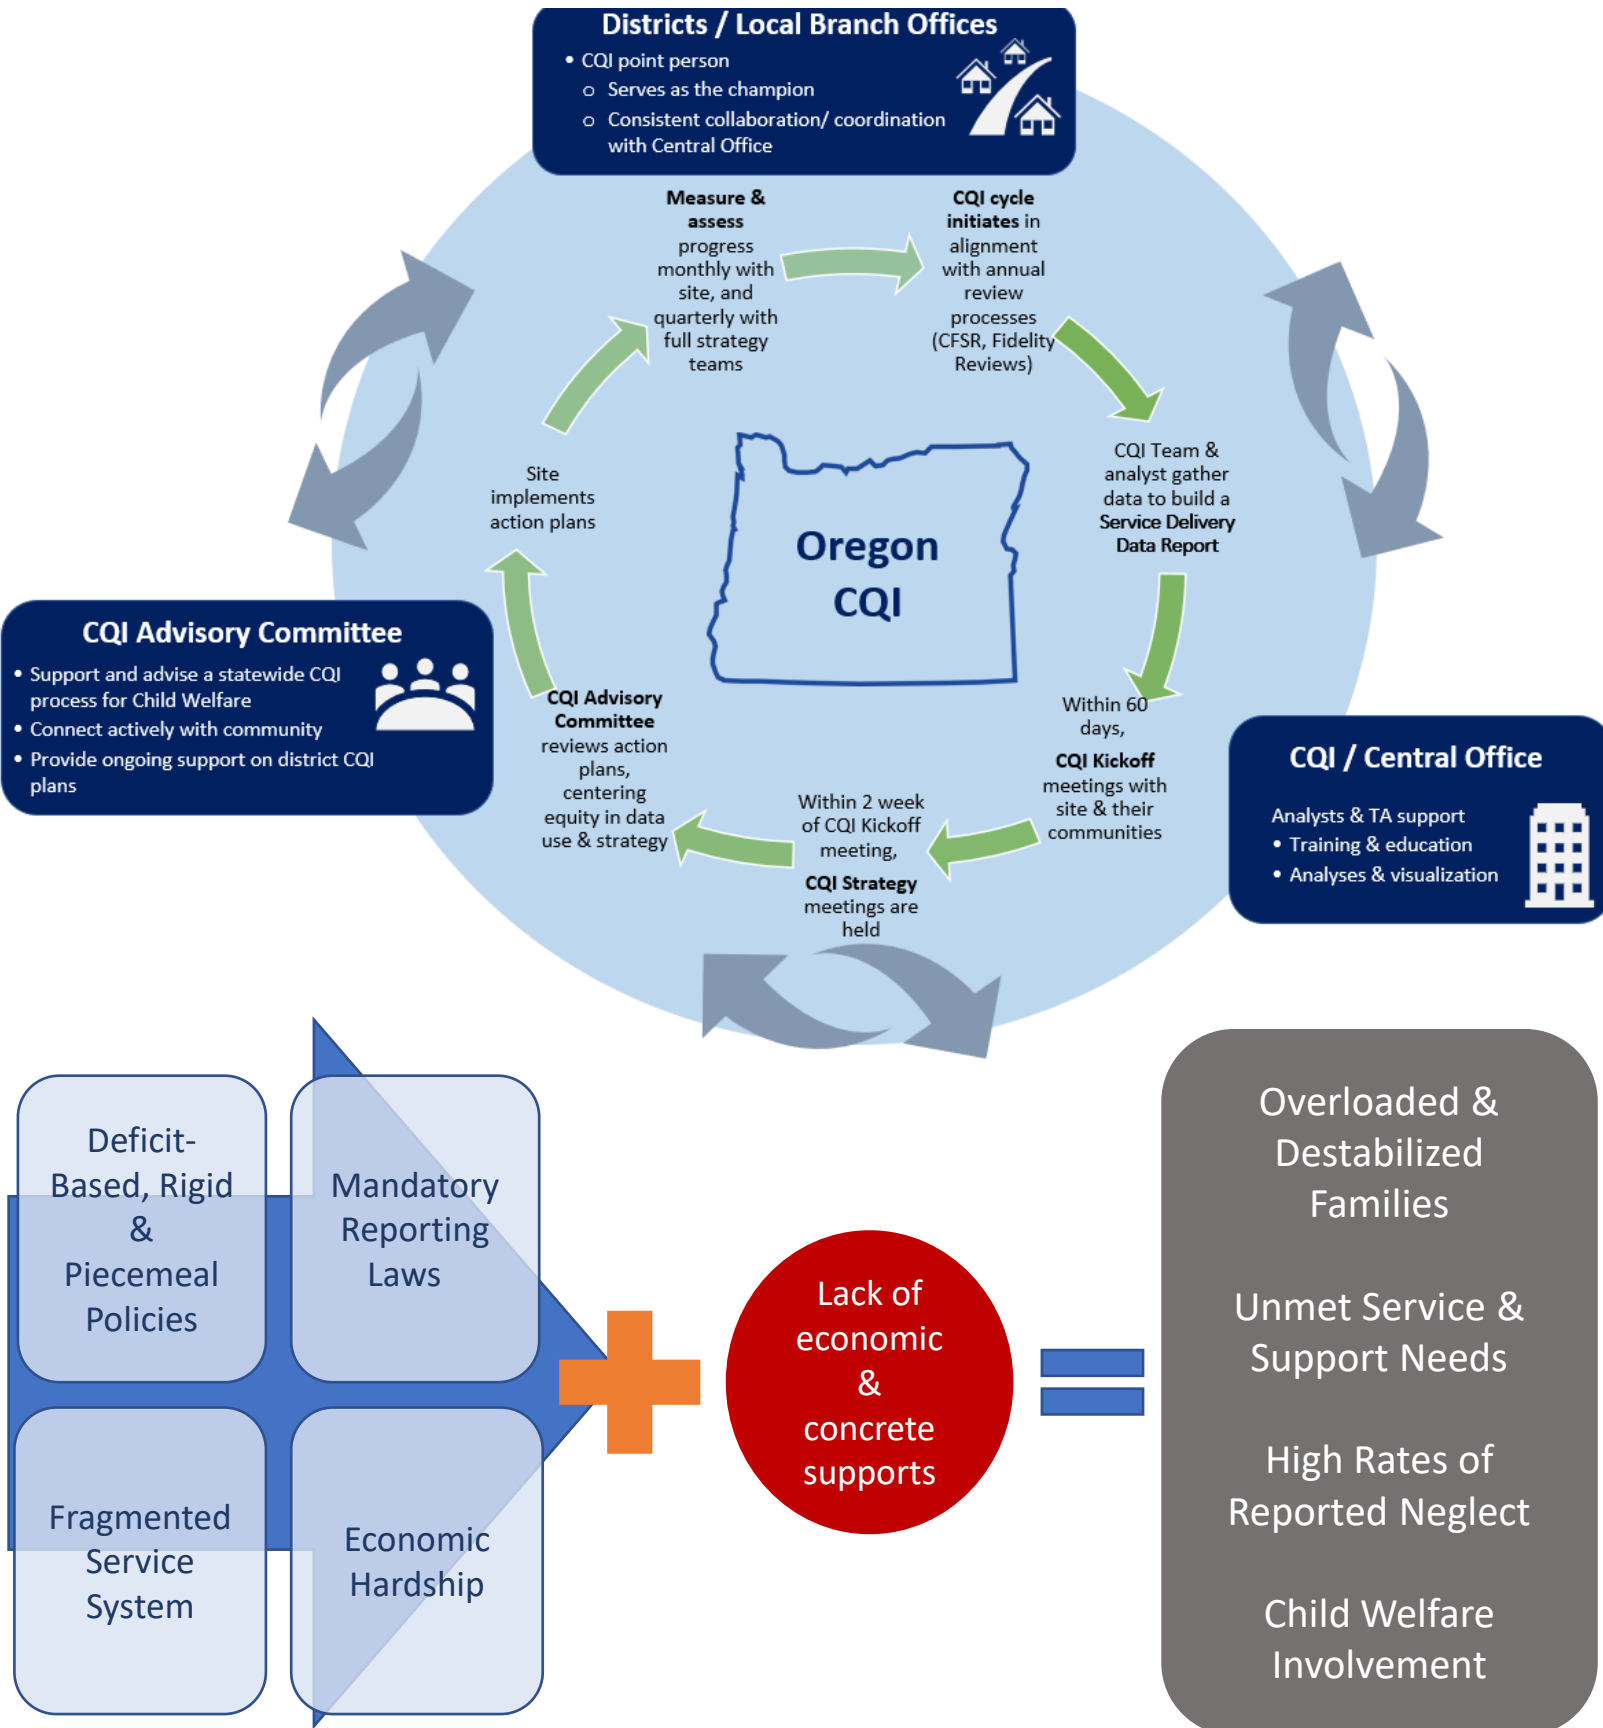 Districts / Local Branch Offices
• CQI point person
o Serves as the champion
o Consistent collaboration/ coordination
with Central Office
Measure &
assess
progress
monthly with
site, and
quarterly with
full strategy
teams
CQI cycle
initiates in
alignment
with annual
review
processes
(CFSR, Fidelity
Reviews)
CQI Team &
analyst gather
data to build a
Service Delivery
Data Report
Within 60
days,
CQI Kickoff
meetings with
site & their
communities
Within 2 week
of CQI Kickoff
meeting,
CQI Strategy
meetings are
held
CQI Advisory
Committee
reviews action
plans,
centering
equity in data
use & strategy
Site
implements
action plans
Oregon
CQI
CQI Advisory Committee
• Support and advise a statewide CQI
process for Child Welfare
• Connect actively with community
• Provide ongoing support on district CQI
plans
CQI / Central Office
Analysts & TA support
• Training & education
• Analyses & visualization
Deficit-
Based, Rigid
&
Piecemeal
Policies
Mandatory
Reporting
Laws
Fragmented
Service
System
Economic
Hardship
Lack of
economic
&
concrete
supports
Overloaded &
Destabilized
Families
Unmet Service &
Support Needs
High Rates of
Reported Neglect
Child Welfare
Involvement